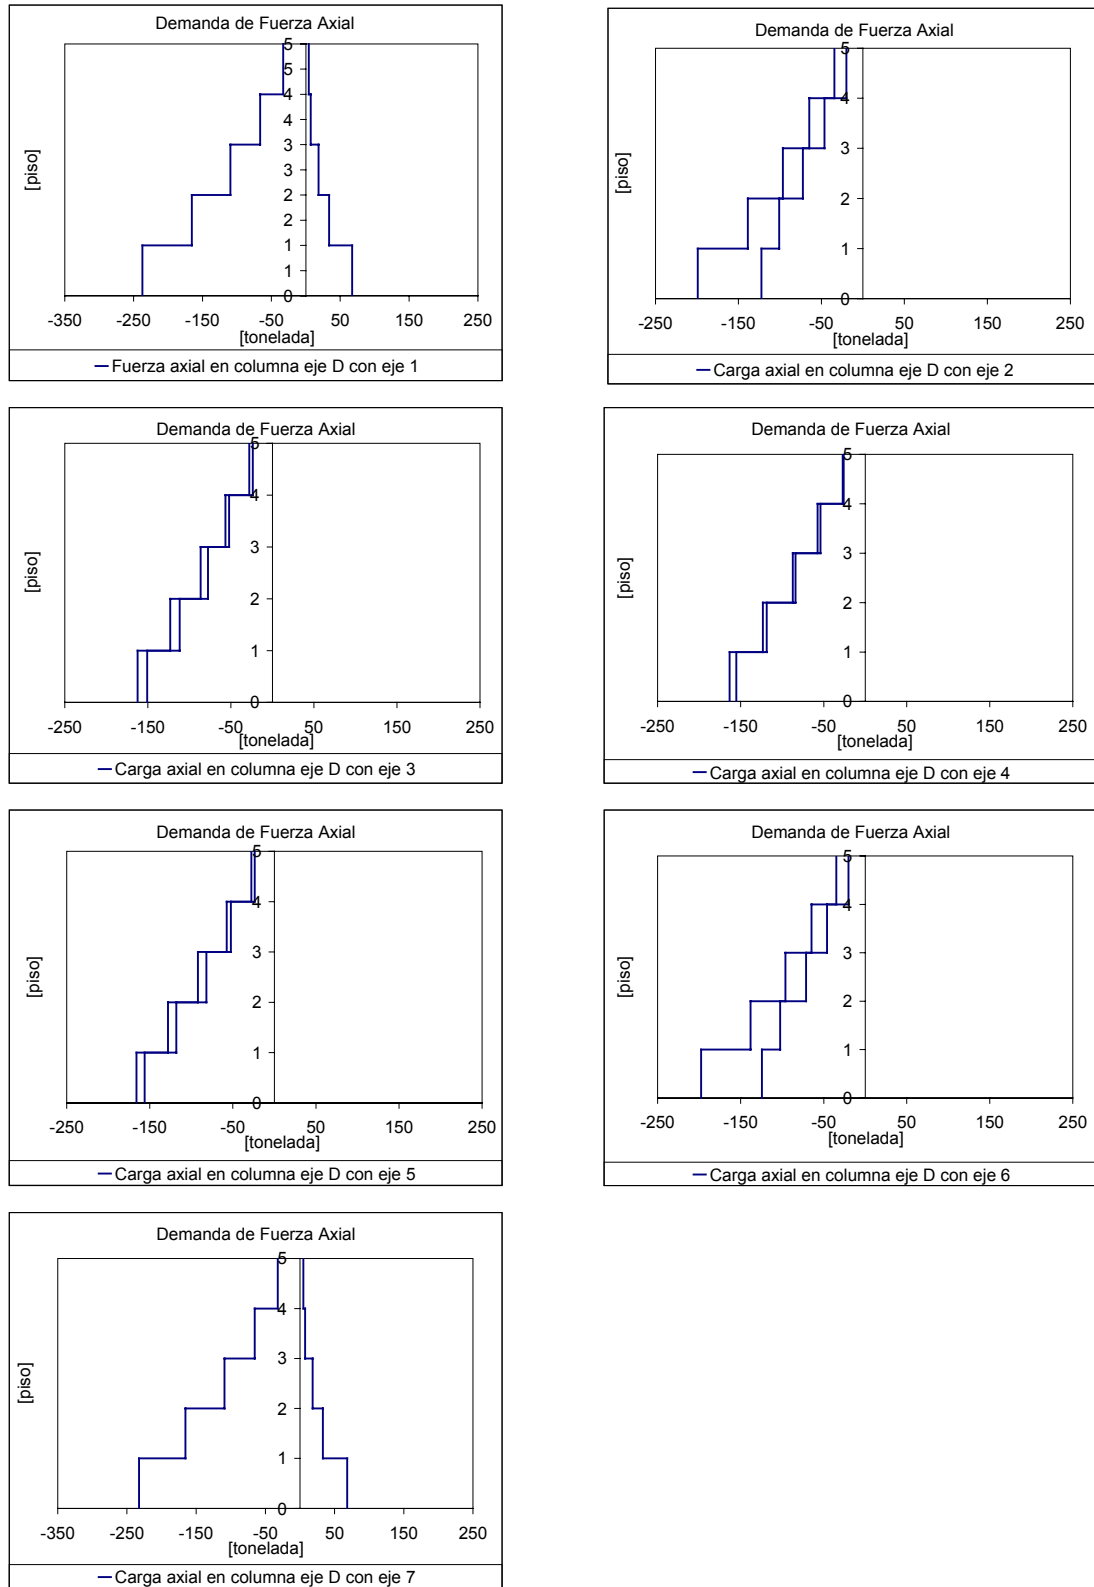 Demanda de Fuerza Axial
5
5
4
4
3
3
2
2
1
1
0
[piso]
-350 -250 -150 -50 50 150 250
[tonelada]
Fuerza axial en columna eje D con eje 1
Demanda de Fuerza Axial
5
4
3
2
1
0
[piso]
-250 -150 -50 50 150 250
[tonelada]
Carga axial en columna eje D con eje 2
Demanda de Fuerza Axial
5
4
3
2
1
0
[piso]
-250 -150 -50 50 150 250
[tonelada]
Carga axial en columna eje D con eje 3
Demanda de Fuerza Axial
5
4
3
2
1
0
[piso]
-250 -150 -50 50 150 250
[tonelada]
Carga axial en columna eje D con eje 4
Demanda de Fuerza Axial
5
4
3
2
1
0
[piso]
-250 -150 -50 50 150 250
[tonelada]
Carga axial en columna eje D con eje 5
Demanda de Fuerza Axial
5
4
3
2
1
0
[piso]
-250 -150 -50 50 150 250
[tonelada]
Carga axial en columna eje D con eje 6
Demanda de Fuerza Axial
5
4
3
2
1
0
[piso]
-350 -250 -150 -50 50 150 250
[tonelada]
Carga axial en columna eje D con eje 7